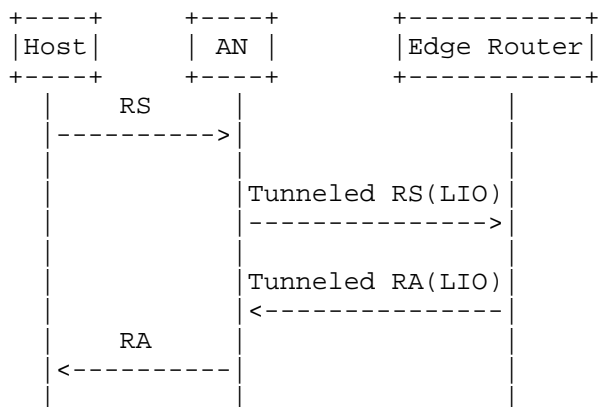 Host AN Edge Router
RS
Tunneled RS(LIO)
Tunneled RA(LIO)
RA